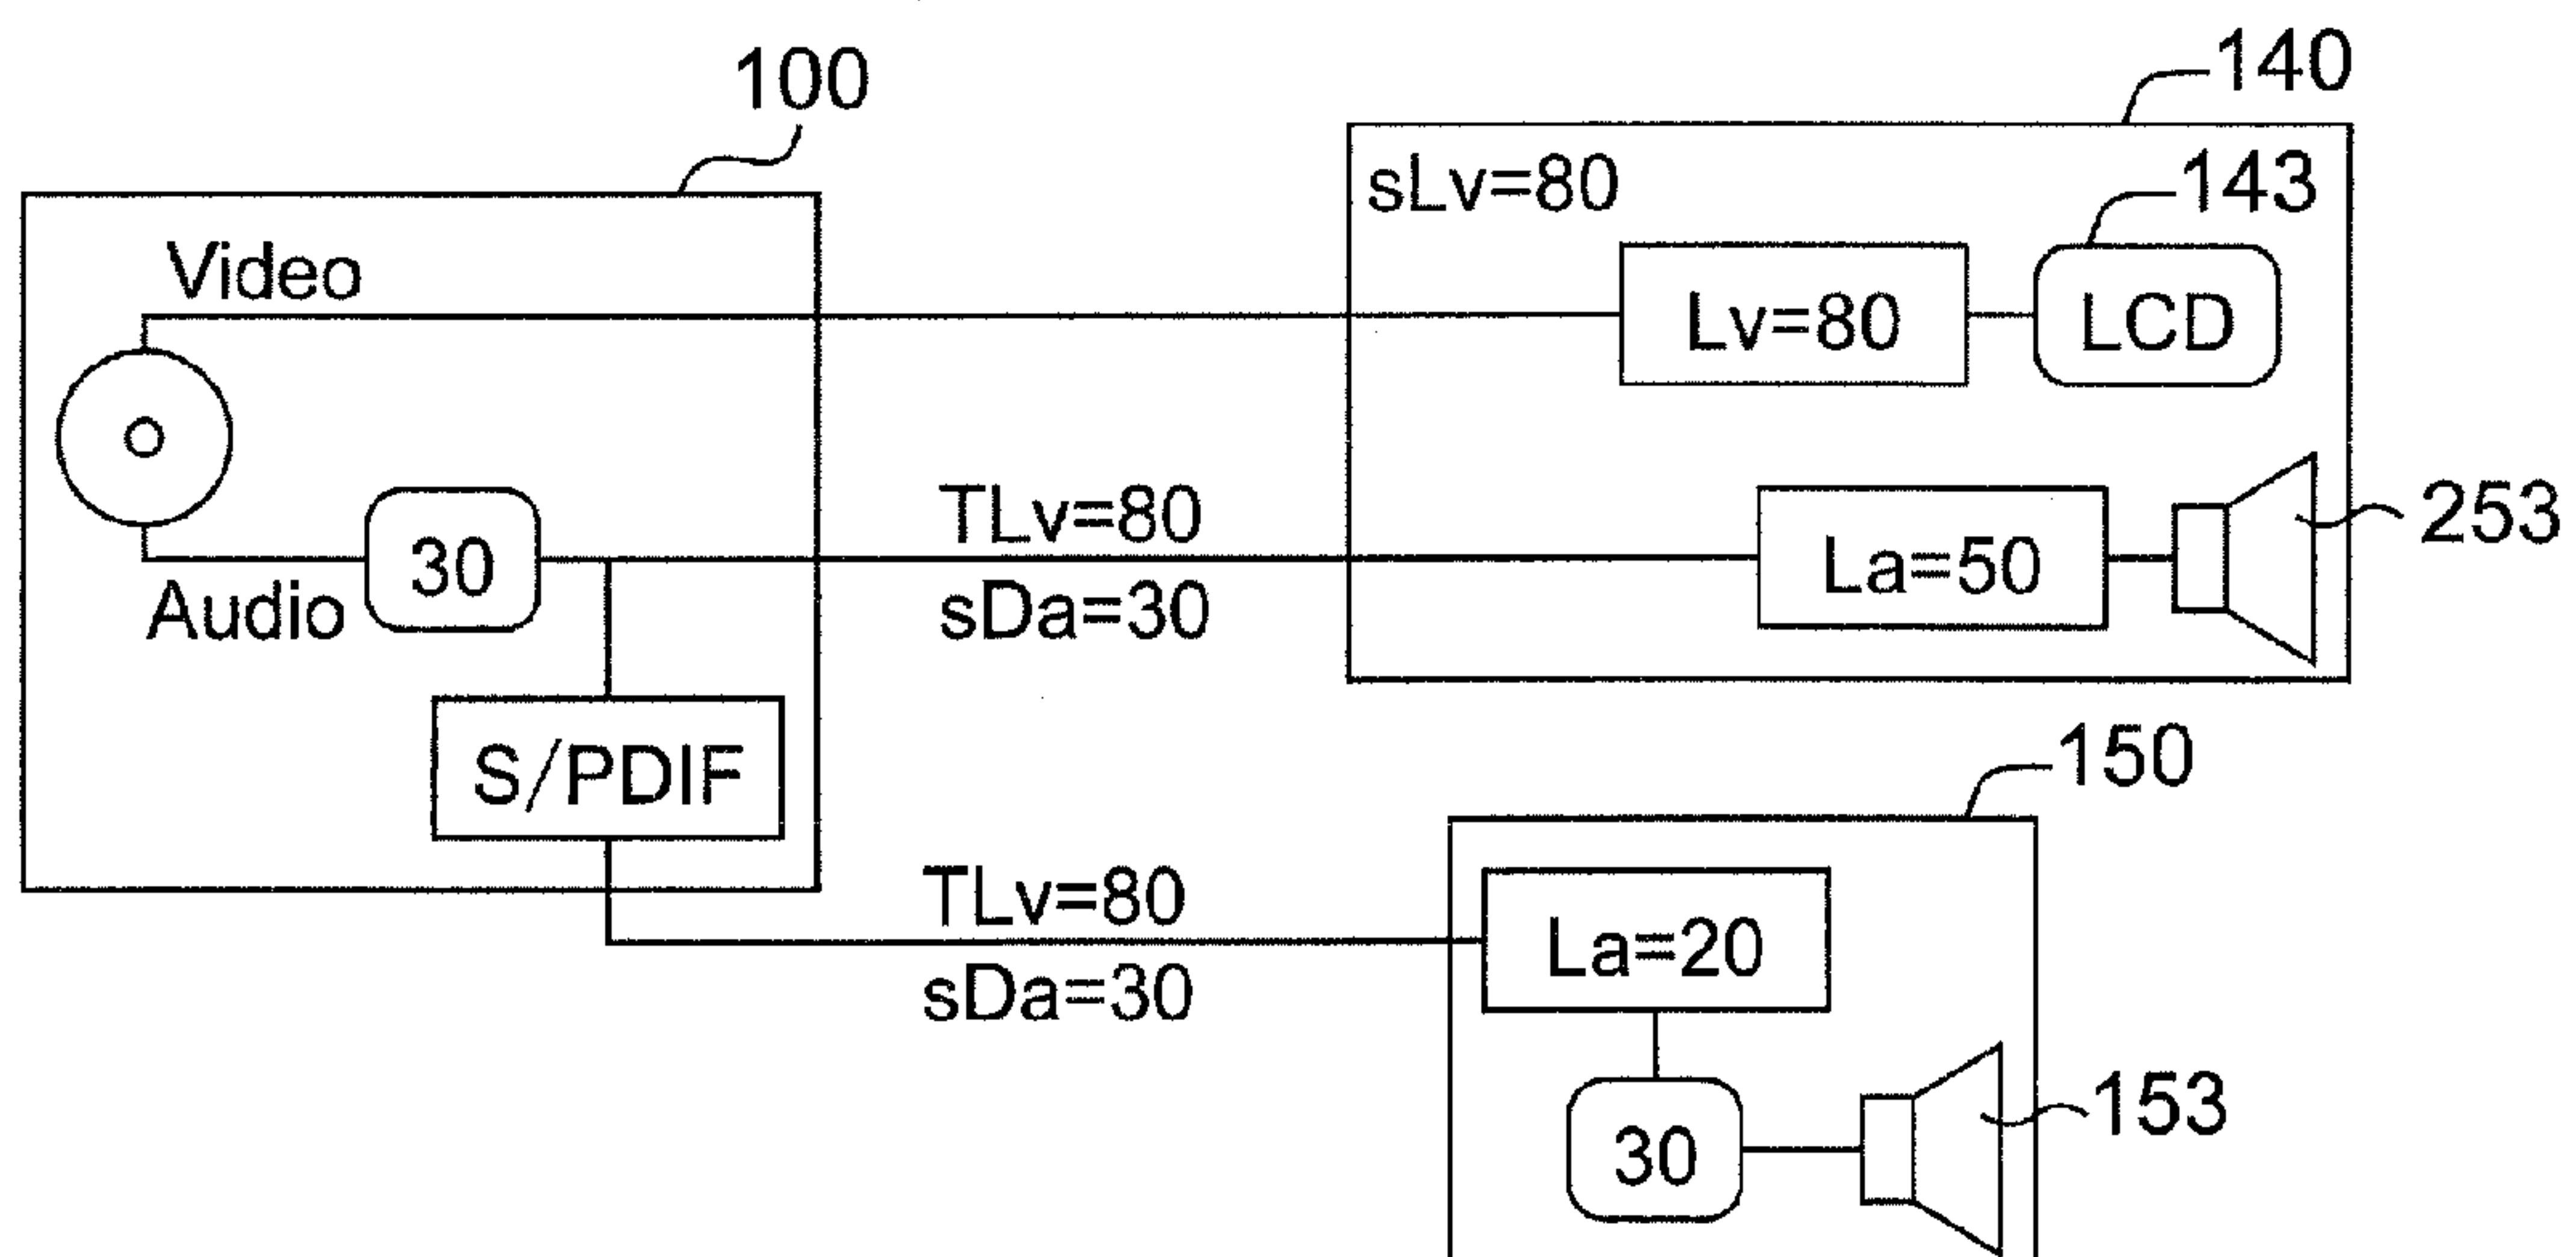 100
140
sLv=80
143
Video
Lv=80
LCD
TLv=80
253
30
La=50
Audio
sDa=30
S/PDIF
150
TLv=80
La=20
sDa=30
153
30